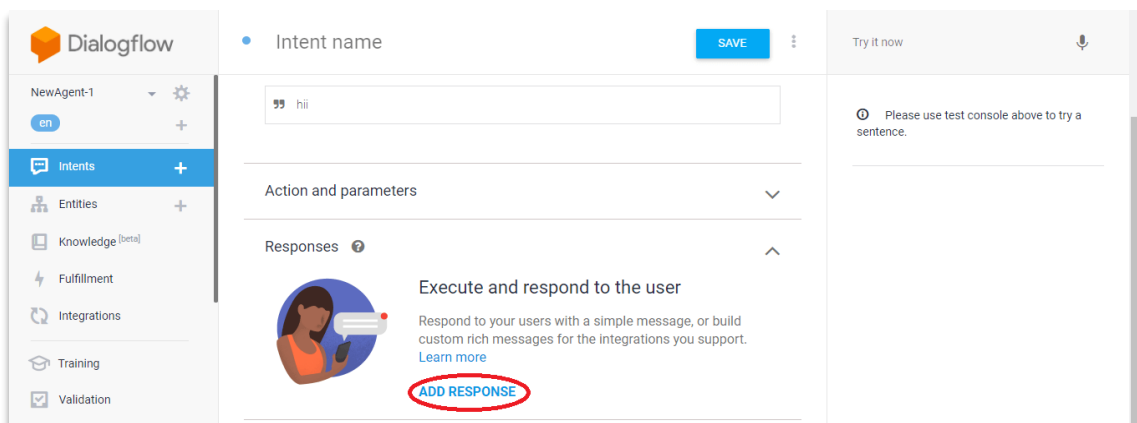 Dialogflow
NewAgent-1
en
Intents
Entities
Knowledge [beta]
Fulfillment
Integrations
Training
Validation
Intent name
SAVE
hii
Action and parameters
Responses
Execute and respond to the user
Respond to your users with a simple message, or build
custom rich messages for the integrations you support.
Learn more
ADD RESPONSE
Try it now
Please use test console above to try a
sentence.